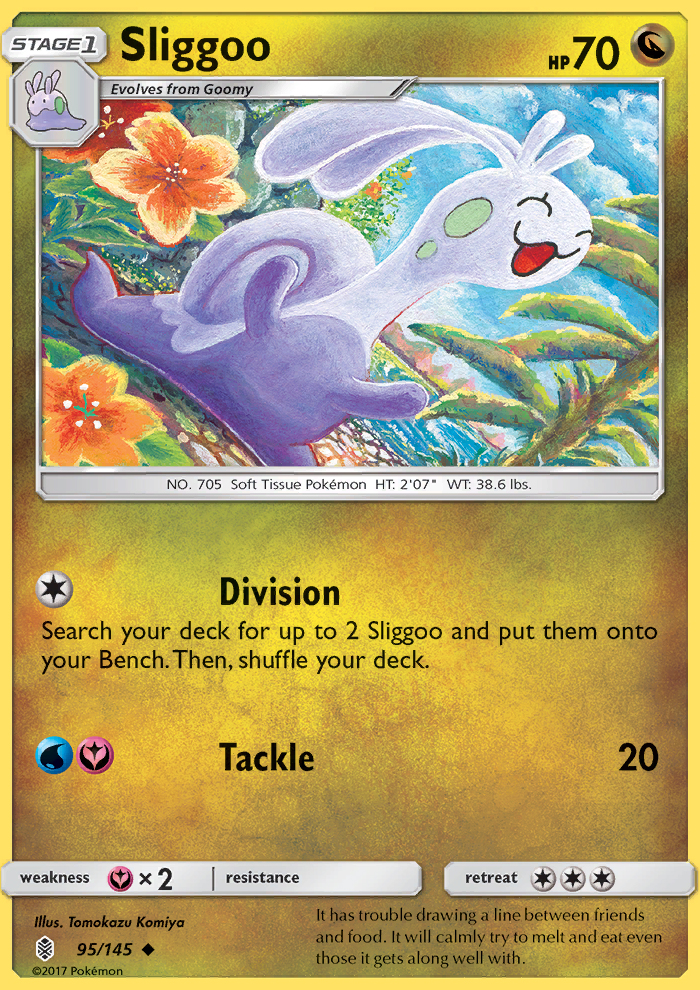 STAGE1
Sliggoo
HP70
Evolves from Goomy
NO. 705 Soft Tissue Pokémon HT: 2'07" WT: 38.6 lbs.
Division
Search your deck for up to 2 Sliggoo and put them onto
your Bench. Then, shuffle your deck.
Tackle 20
weakness ×2 resistance retreat
Illus. Tomokazu Komiya
95/145
©2017 Pokémon
It has trouble drawing a line between friends
and food. It will calmly try to melt and eat even
those it gets along well with.